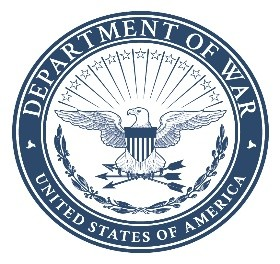 DEPARTMENT OF WAR
UNITED STATES OF AMERICA